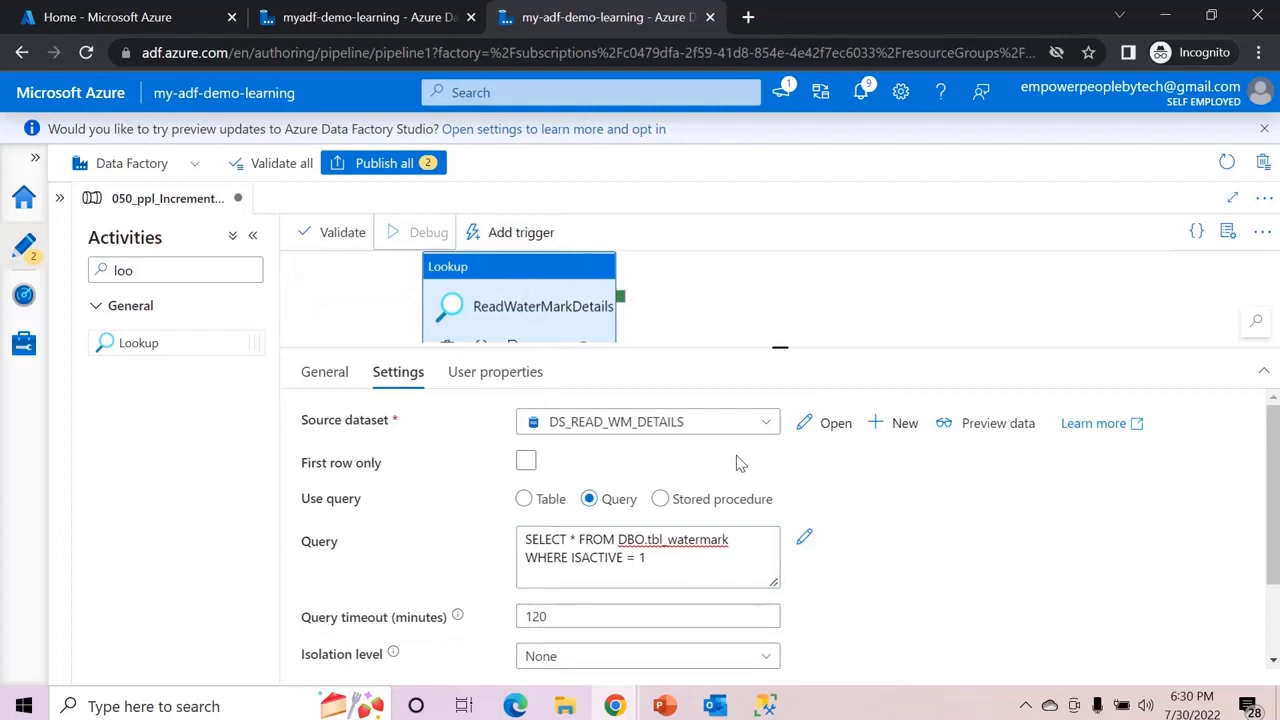 Home - Microsoft Azure
myadf-demo-learning - Azure Da
my-adf-demo-learning - Azure D
adf.azure.com/en/authoring/pipeline/pipeline1?factory=%2Fsubscriptions%2Fc0479dfa-2f59-41d8-854e-4e42f7ec6033%2FresourceGroups%2F...
Incognito
Microsoft Azure
my-adf-demo-learning
Search
1
9
empowerpeoplebytech@gmail.com
SELF EMPLOYED
Would you like to try preview updates to Azure Data Factory Studio? Open settings to learn more and opt in
Data Factory
Validate all
Publish all 2
050_ppl_Increment...
2
Activities
Validate
Debug
Add trigger
loo
General
Lookup
Lookup
ReadWaterMarkDetails
General
Settings
User properties
Source dataset *
DS_READ_WM_DETAILS
Open
New
Preview data
Learn more
First row only
Use query
Table
Query
Stored procedure
Query
SELECT * FROM DBO.tbl_watermark
WHERE ISACTIVE = 1
Query timeout (minutes)
120
Isolation level
None
Type here to search
6:30 PM
7/30/2022
28